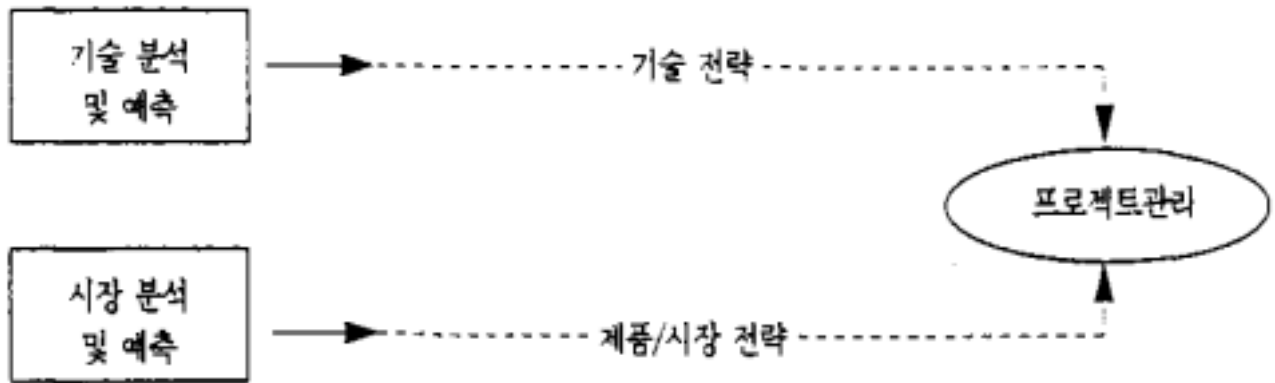 기술 분석
및 예측
기술 전략
프로젝트관리
시장 분석
및 예측
제품/시장 전략